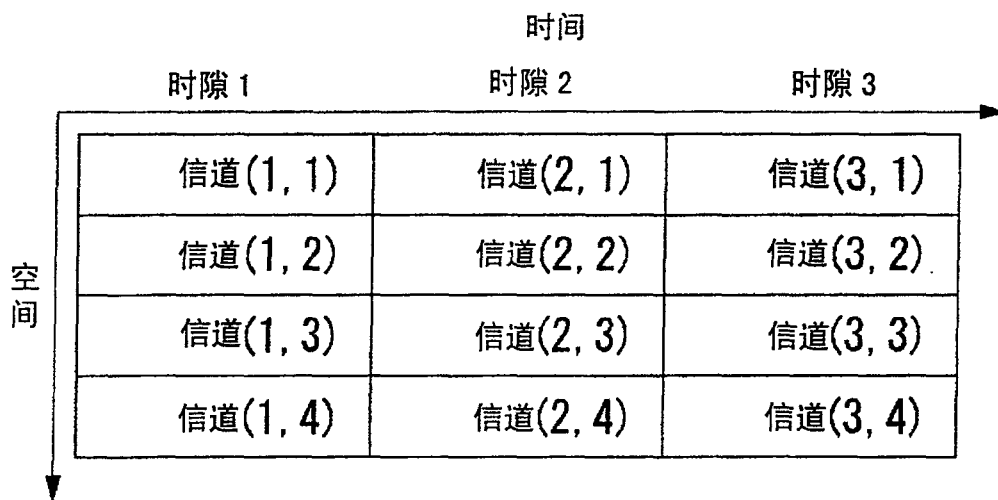 时间
时隙 1 时隙 2 时隙 3
信道(1, 1) 信道(2, 1) 信道(3, 1)
信道(1, 2) 信道(2, 2) 信道(3, 2)
空间
信道(1, 3) 信道(2, 3) 信道(3, 3)
信道(1, 4) 信道(2, 4) 信道(3, 4)